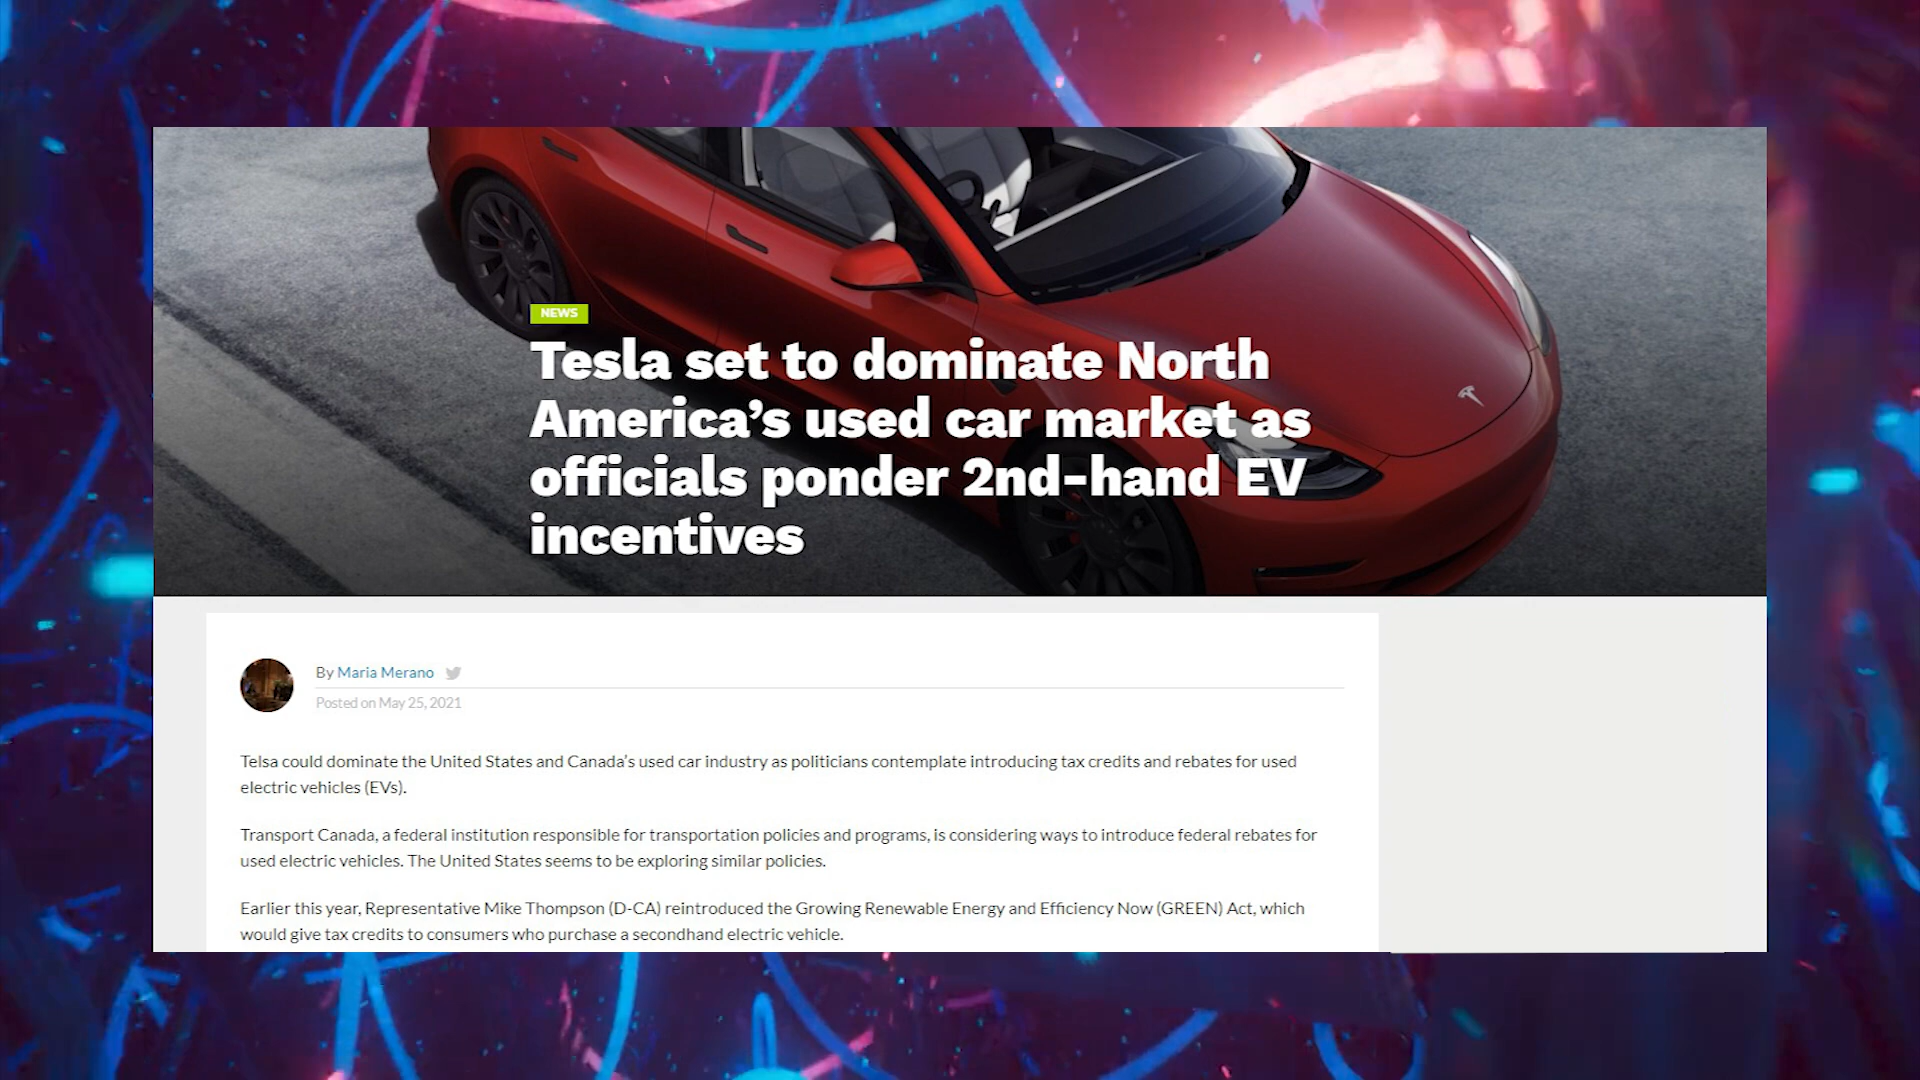 NEWS
Tesla set to dominate North
America’s used car market as
officials ponder 2nd-hand EV
incentives
By Maria Merano
Posted on May 25, 2021
Telsa could dominate the United States and Canada’s used car industry as politicians contemplate introducing tax credits and rebates for used
electric vehicles (EVs).
Transport Canada, a federal institution responsible for transportation policies and programs, is considering ways to introduce federal rebates for
used electric vehicles. The United States seems to be exploring similar policies.
Earlier this year, Representative Mike Thompson (D-CA) reintroduced the Growing Renewable Energy and Efficiency Now (GREEN) Act, which
would give tax credits to consumers who purchase a secondhand electric vehicle.